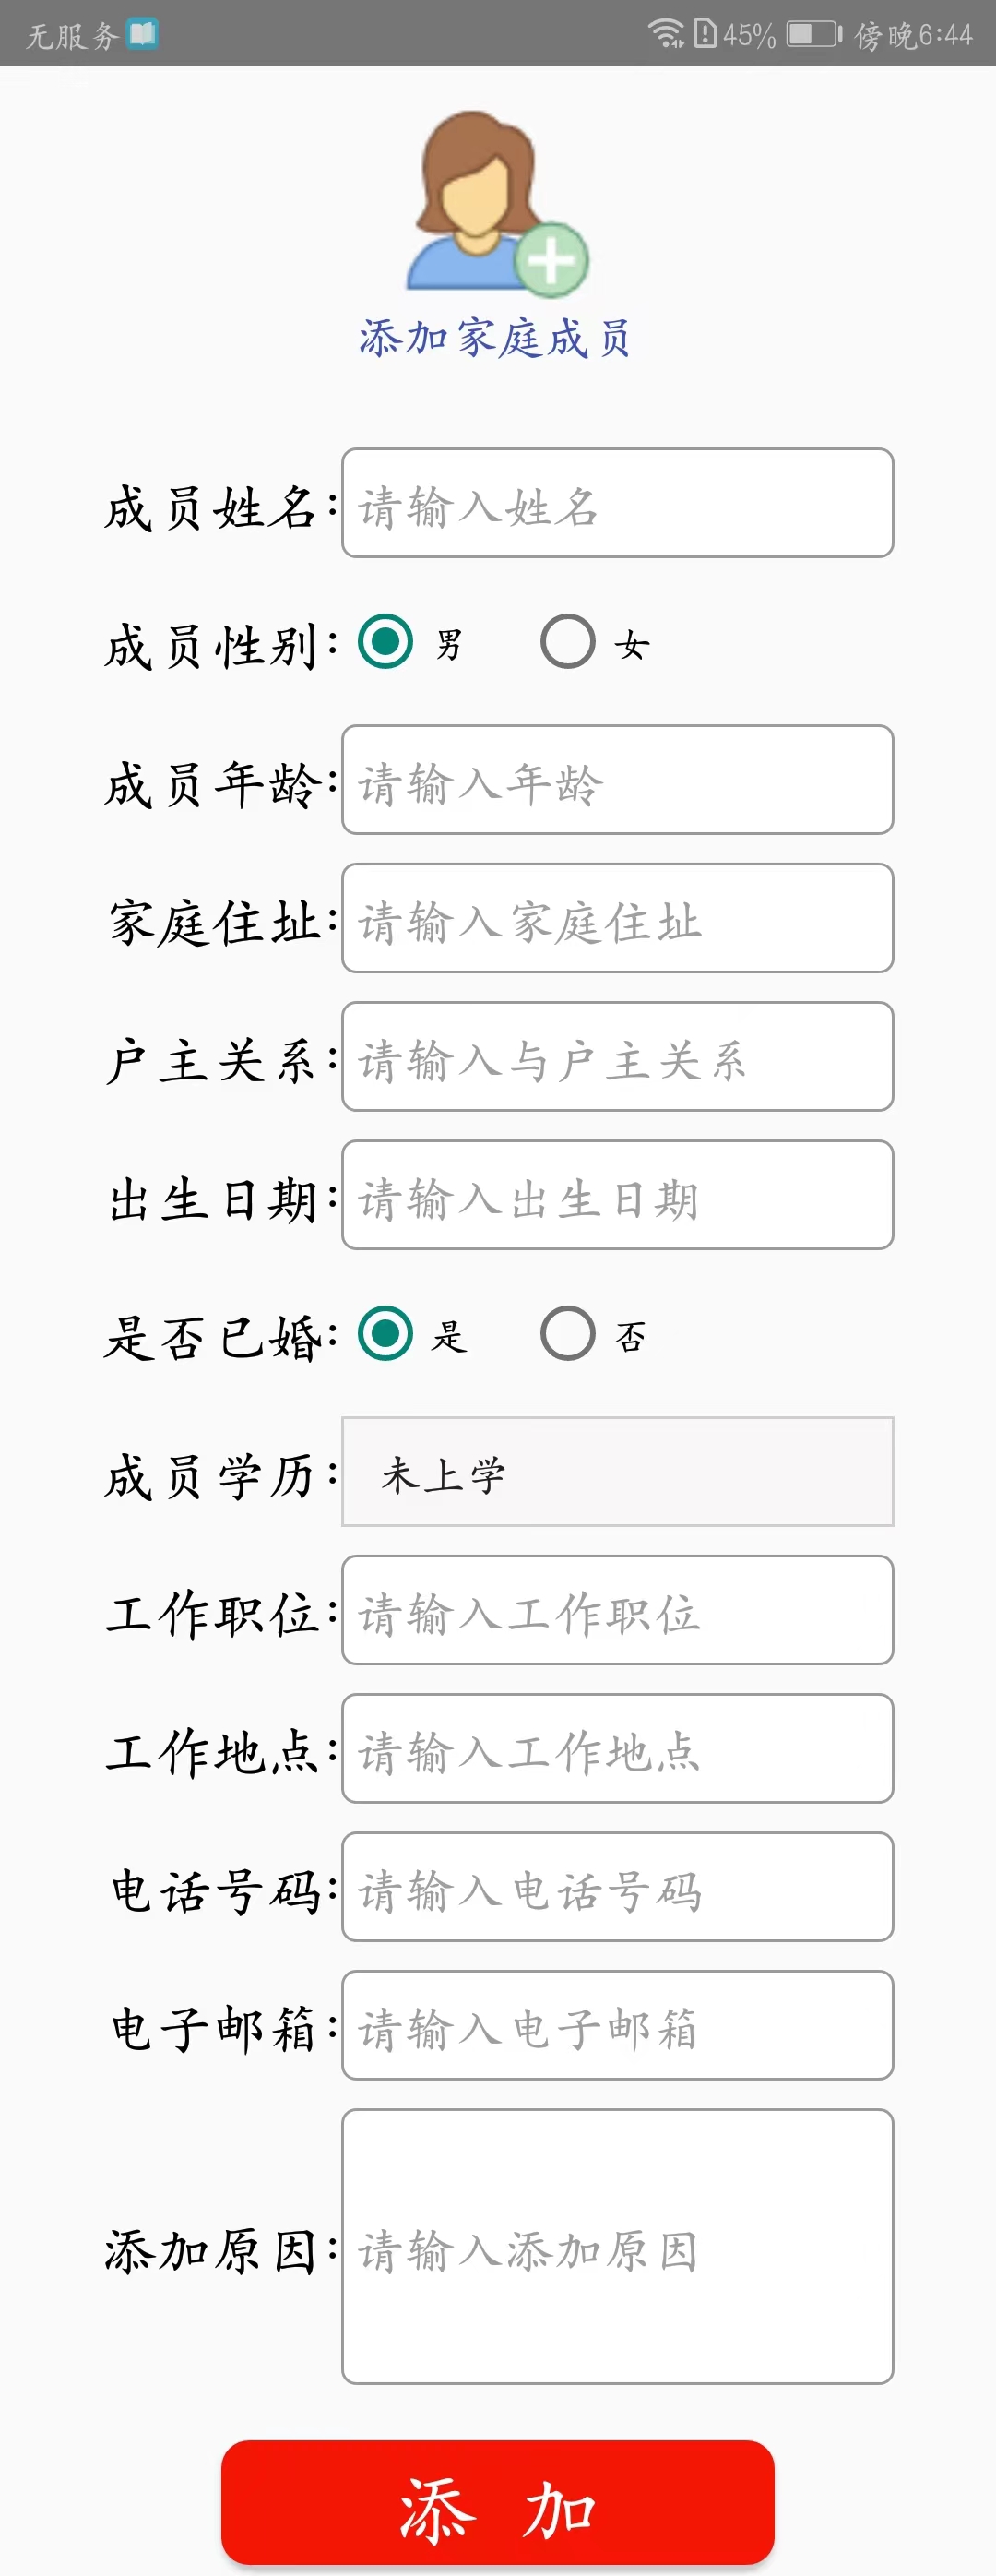 无服务 45% 傍晚6:44
添加家庭成员
成员姓名: 请输入姓名
成员性别: 男 女
成员年龄: 请输入年龄
家庭住址: 请输入家庭住址
户主关系: 请输入与户主关系
出生日期: 请输入出生日期
是否已婚: 是 否
成员学历: 未上学
工作职位: 请输入工作职位
工作地点: 请输入工作地点
电话号码: 请输入电话号码
电子邮箱: 请输入电子邮箱
添加原因: 请输入添加原因
添 加